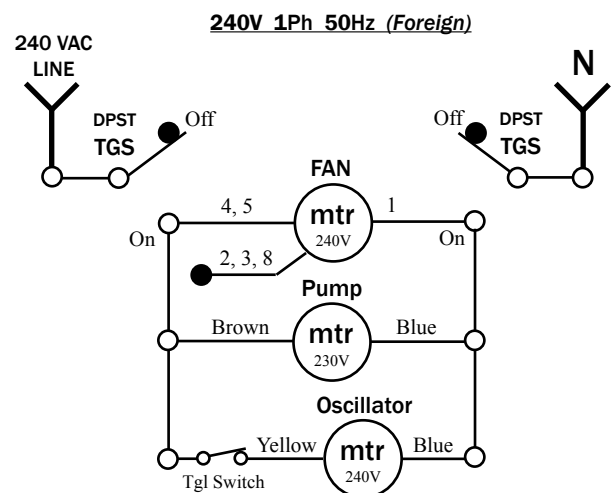 240V 1Ph 50Hz (Foreign)
240 VAC
LINE
N
DPST
TGS
Off
Off
DPST
TGS
FAN
4, 5
mtr
240V
1
On
On
2, 3, 8
Pump
Brown
mtr
230V
Blue
Oscillator
Yellow
mtr
240V
Blue
Tgl Switch